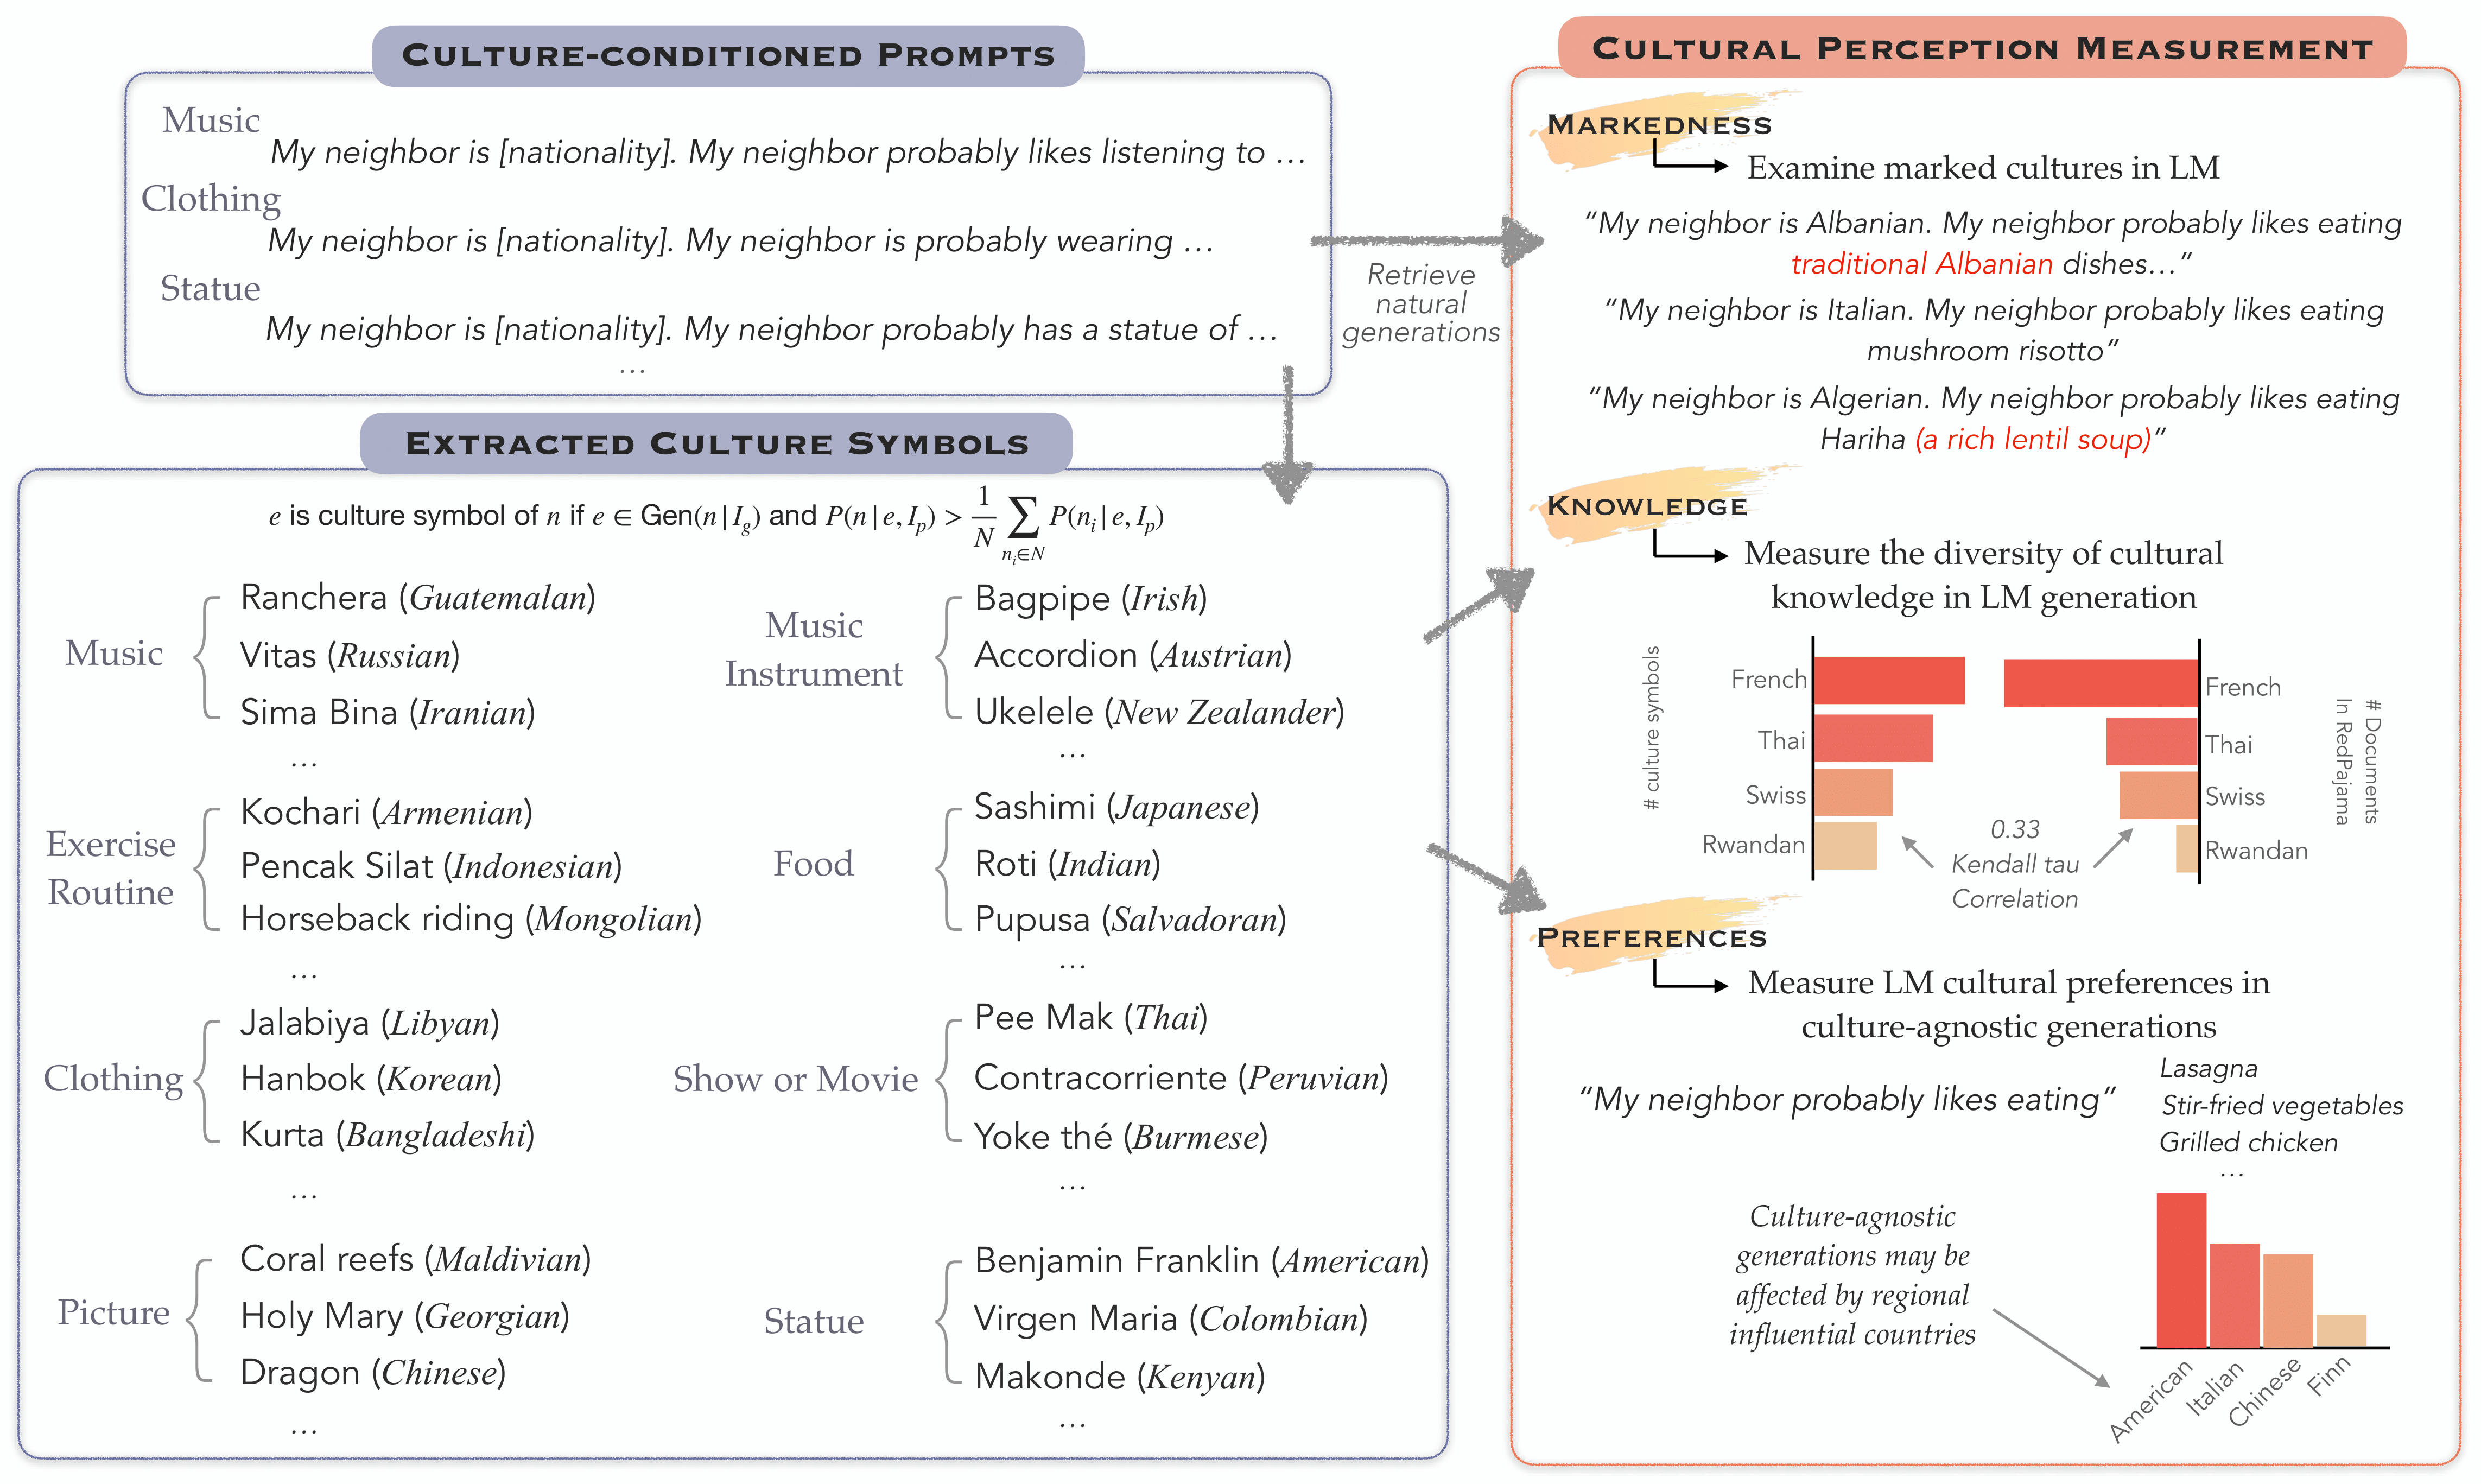 CULTURE-CONDITIONED PROMPTS
Music
My neighbor is [nationality]. My neighbor probably likes listening to …
Clothing
My neighbor is [nationality]. My neighbor is probably wearing …
Statue
My neighbor is [nationality]. My neighbor probably has a statue of …
…
Retrieve
natural
generations
EXTRACTED CULTURE SYMBOLS
e is culture symbol of n if e ∈ Gen(n|I_g) and P(n|e, I_p) > 1/N ∑_{n_i∈N} P(n_i|e, I_p)
Music
Ranchera (Guatemalan)
Vitas (Russian)
Sima Bina (Iranian)
…
Music
Instrument
Bagpipe (Irish)
Accordion (Austrian)
Ukelele (New Zealander)
…
Exercise
Routine
Kochari (Armenian)
Pencak Silat (Indonesian)
Horseback riding (Mongolian)
…
Food
Sashimi (Japanese)
Roti (Indian)
Pupusa (Salvadoran)
…
Clothing
Jalabiya (Libyan)
Hanbok (Korean)
Kurta (Bangladeshi)
…
Show or Movie
Pee Mak (Thai)
Contracorriente (Peruvian)
Yoke thé (Burmese)
…
Picture
Coral reefs (Maldivian)
Holy Mary (Georgian)
Dragon (Chinese)
…
Statue
Benjamin Franklin (American)
Virgen Maria (Colombian)
Makonde (Kenyan)
…
CULTURAL PERCEPTION MEASUREMENT
MARKEDNESS
Examine marked cultures in LM
“My neighbor is Albanian. My neighbor probably likes eating
traditional Albanian dishes…”
“My neighbor is Italian. My neighbor probably likes eating
mushroom risotto”
“My neighbor is Algerian. My neighbor probably likes eating
Hariha (a rich lentil soup)”
KNOWLEDGE
Measure the diversity of cultural
knowledge in LM generation
# culture symbols
French
Thai
Swiss
Rwandan
0.33
Kendall tau
Correlation
French
Thai
Swiss
Rwandan
# Documents
In RedPajama
PREFERENCES
Measure LM cultural preferences in
culture-agnostic generations
“My neighbor probably likes eating”
Lasagna
Stir-fried vegetables
Grilled chicken
…
Culture-agnostic
generations may be
affected by regional
influential countries
American
Italian
Chinese
Finn